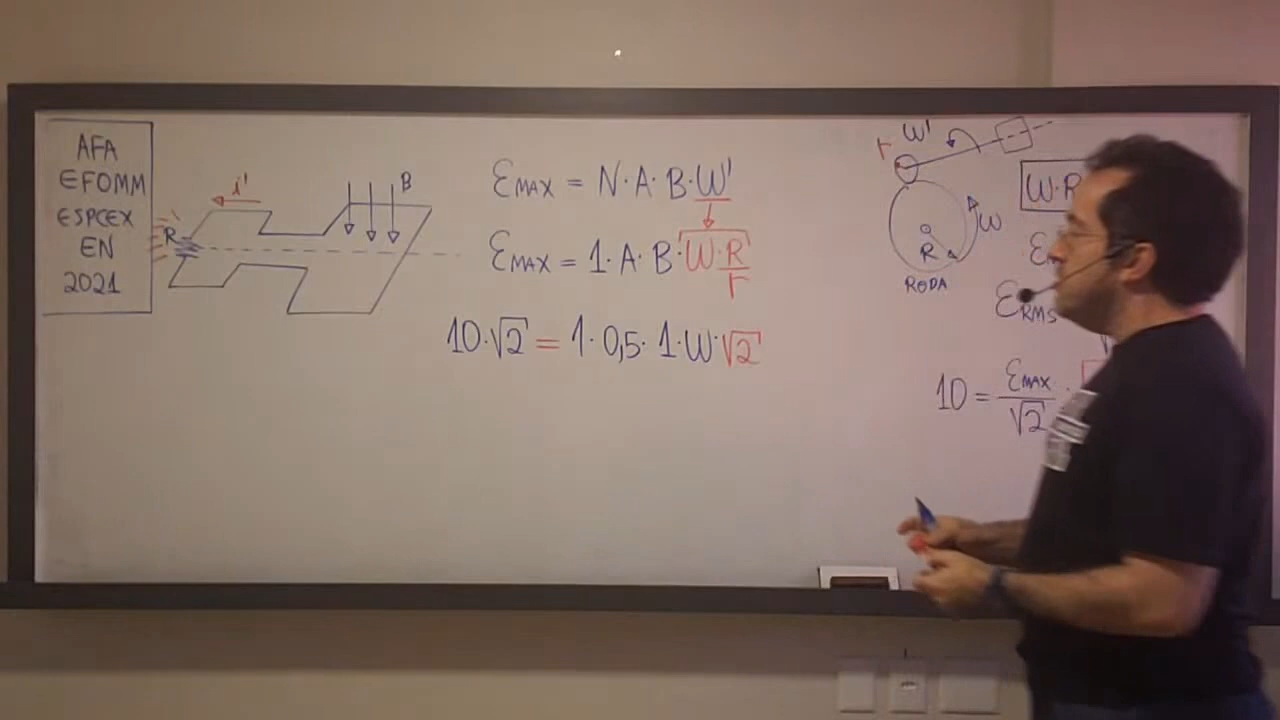 AFA
EFOMM
ESPCEX
EN
2021
i'
B
R
εMAX = N·A·B·W'
εMAX = 1·A·B·W·R/r
10·√2 = 1·0,5·1·W·√2
r
W'
W
R
RODA
W·R
ε
εRMS
10 = εMAX/√2 ·